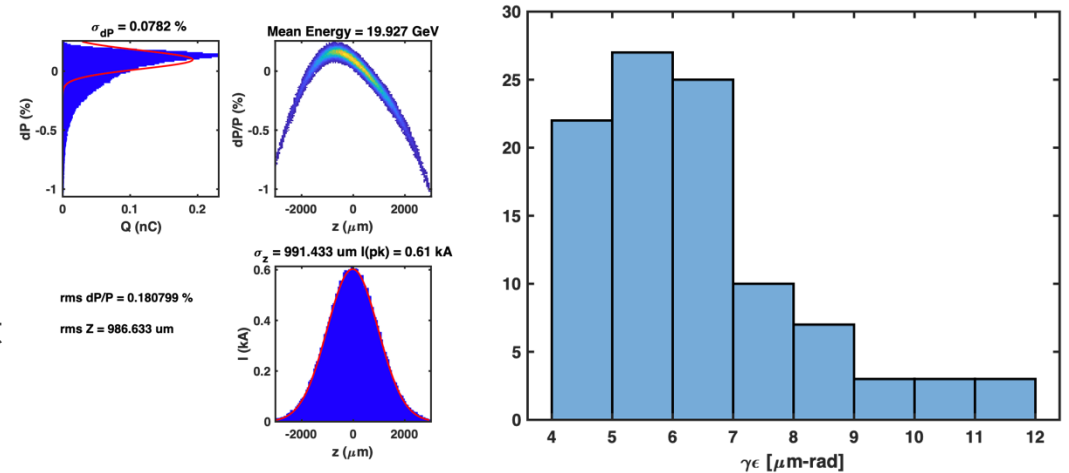 σdP = 0.0782 %
dP (%)
0
-0.5
-1
0
0.1
0.2
Q (nC)
Mean Energy = 19.927 GeV
dP/P (%)
0
-0.5
-1
-2000
0
2000
z (μm)
rms dP/P = 0.180799 %
rms Z = 986.633 um
σz = 991.433 um I(pk) = 0.61 kA
I (kA)
0.6
0.4
0.2
0
-2000
0
2000
z (μm)
30
25
20
15
10
5
0
4
5
6
7
8
9
10
11
12
γϵ [μm-rad]